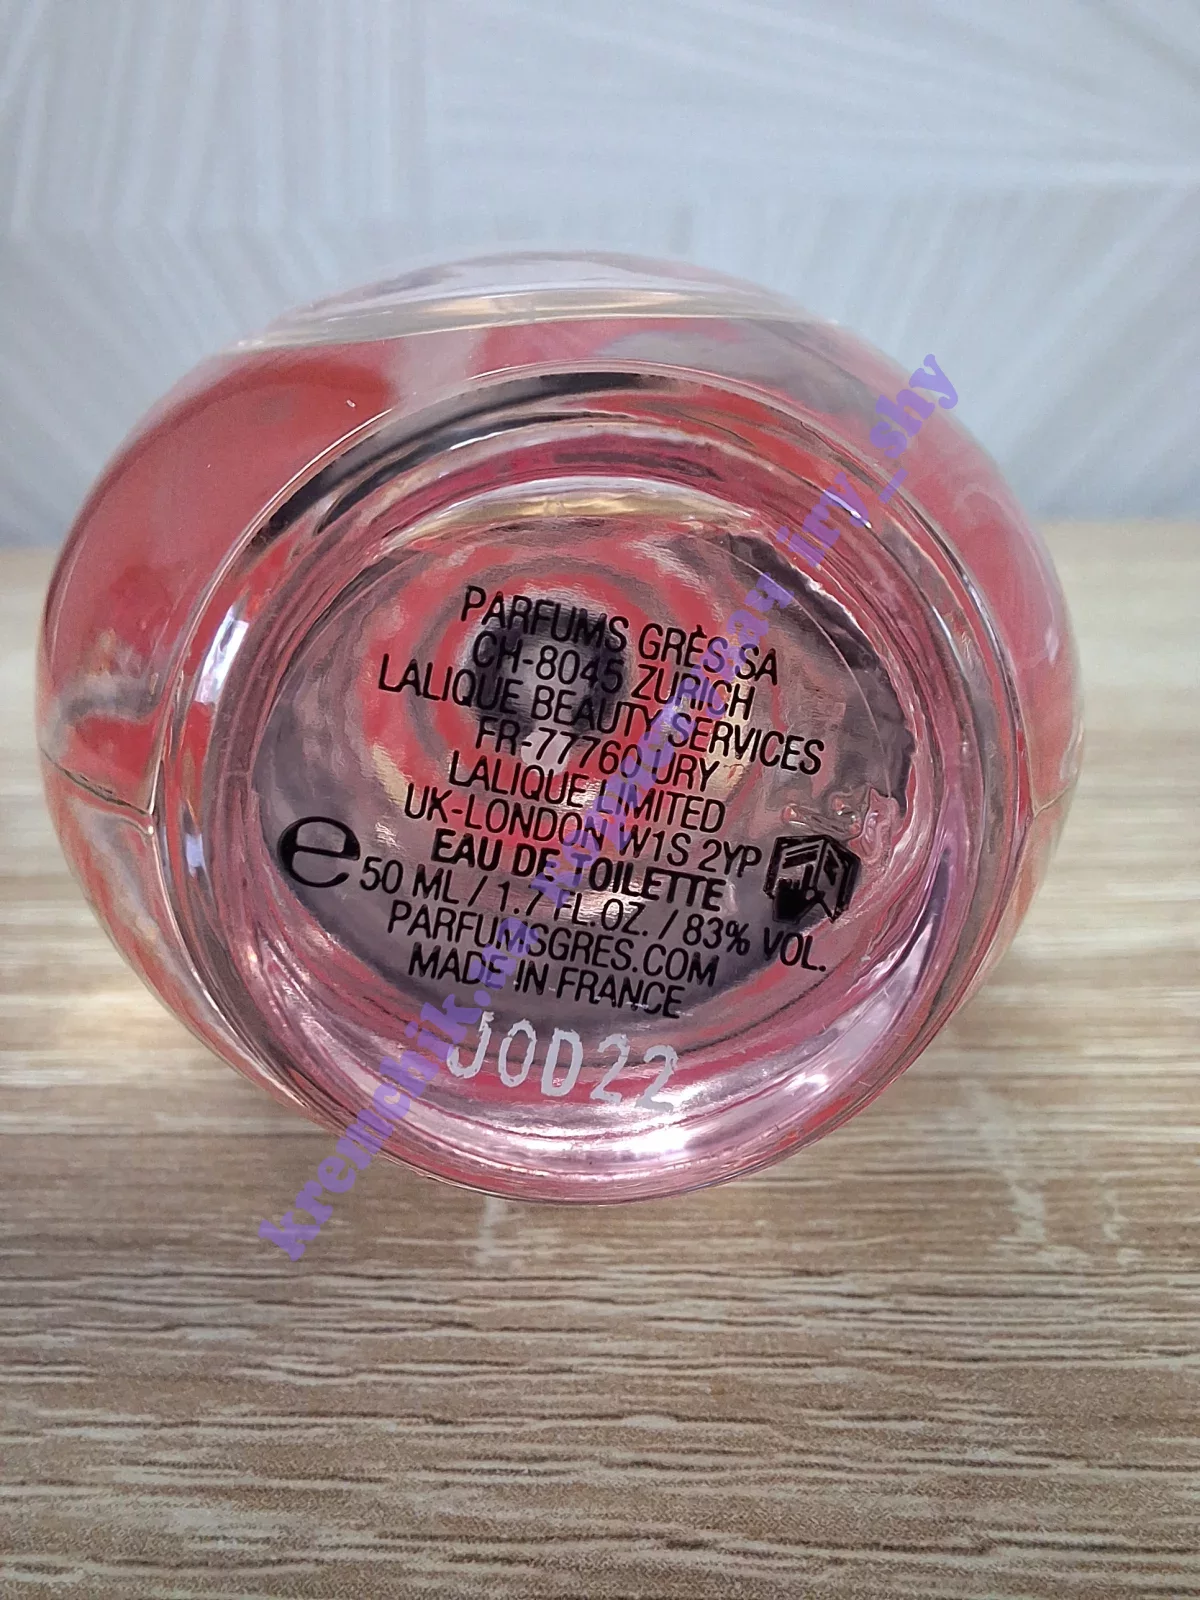 PARFUMS GRÈS SA
CH-8045 ZURICH
LALIQUE BEAUTY SERVICES
FR-77760 URY
LALIQUE LIMITED
UK-LONDON W1S 2YP
EAU DE TOILETTE
e 50 ML / 1.7 FL.OZ. / 83% VOL.
PARFUMSGRES.COM
MADE IN FRANCE
J0D22